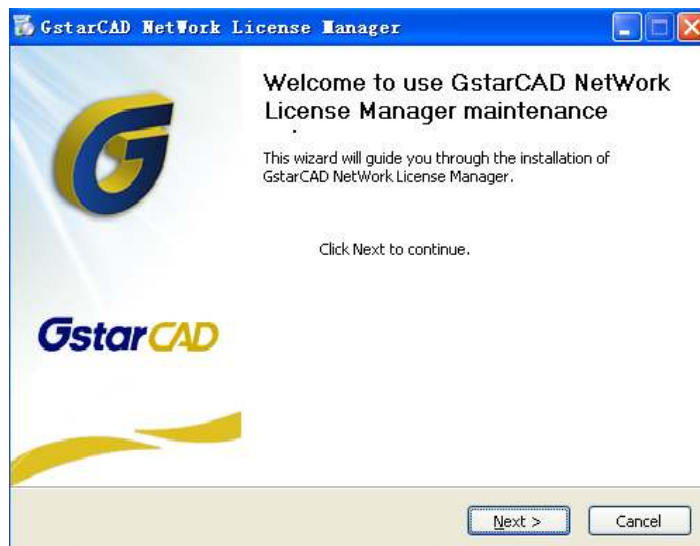 GstarCAD NetWork License Manager
Welcome to use GstarCAD NetWork
License Manager maintenance
This wizard will guide you through the installation of
GstarCAD NetWork License Manager.
Click Next to continue.
GstarCAD
Next >
Cancel